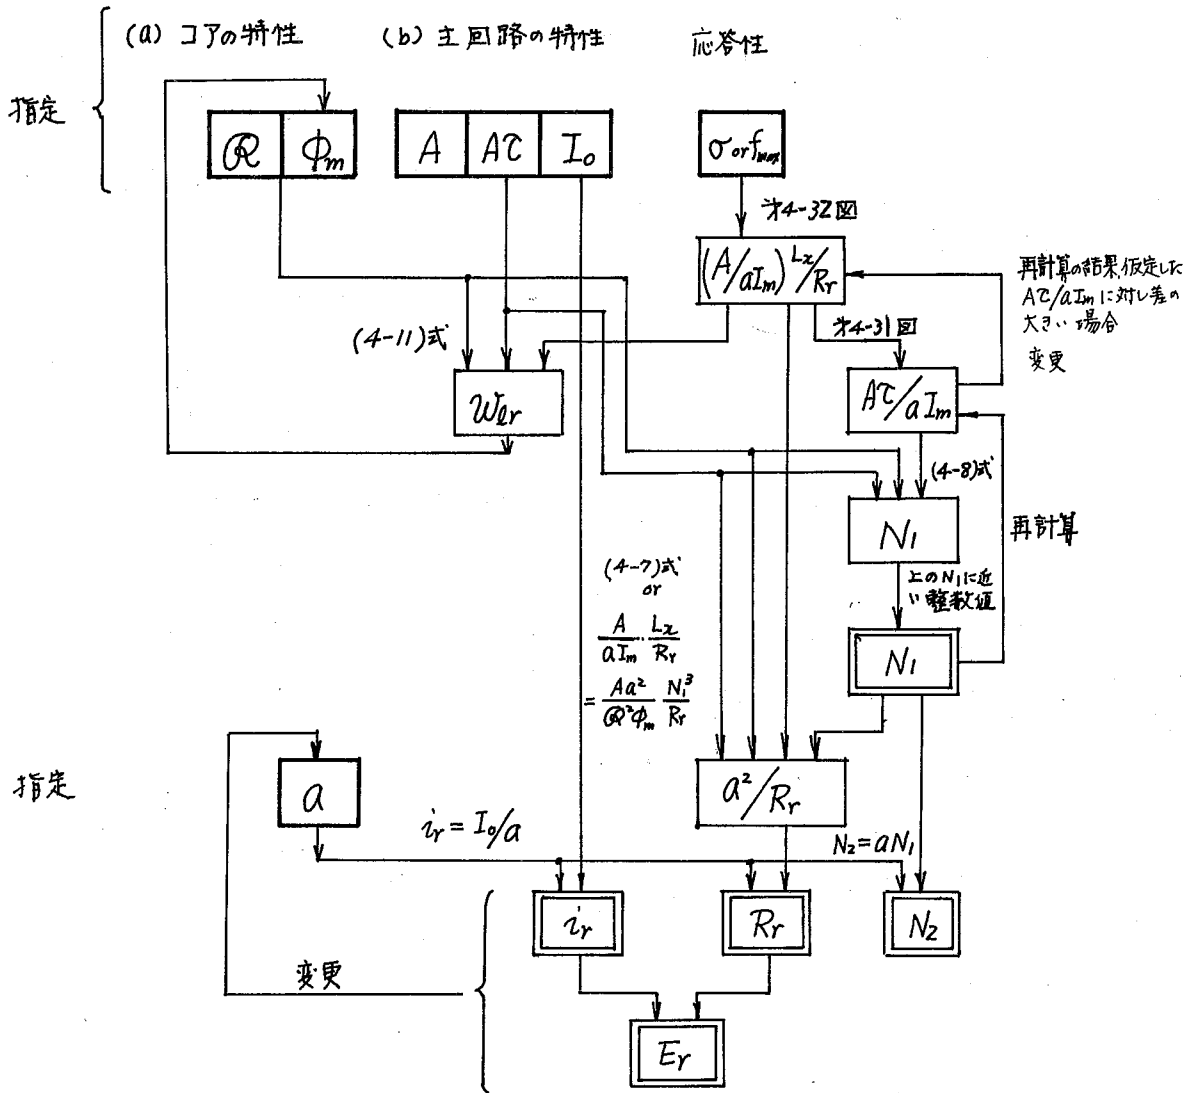 (a) コアの特性
(b) 主回路の特性
応答性
指定
ℛ
Φm
A
Aτ
I₀
σ or fmax
才4-32図
(A/aIm) Lx/Rr
再計算の結果、仮定した
Aτ/aImに対し差の
大きい場合
変更
才4-31図
(4-11)式
Wℓr
Aτ/aIm
(4-8)式
N₁
再計算
上のN₁に近
い整数値
N₁
(4-7)式
or
A/aIm・Lx/Rr
= Aa²/ℛ²Φm N₁³/Rr
指定
a
a²/Rr
ir = I₀/a
N₂=aN₁
ir
Rr
N₂
変更
Er